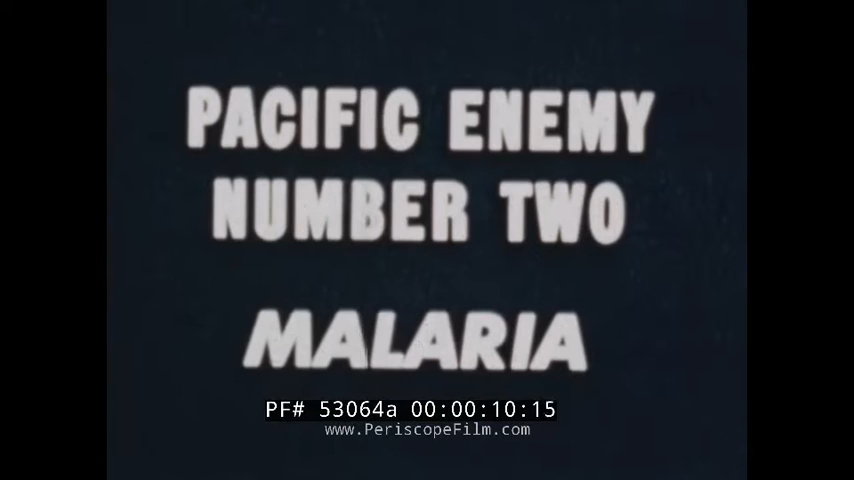 PACIFIC ENEMY
NUMBER TWO
MALARIA
PF# 53064a 00:00:10:15
www.PeriscopeFilm.com